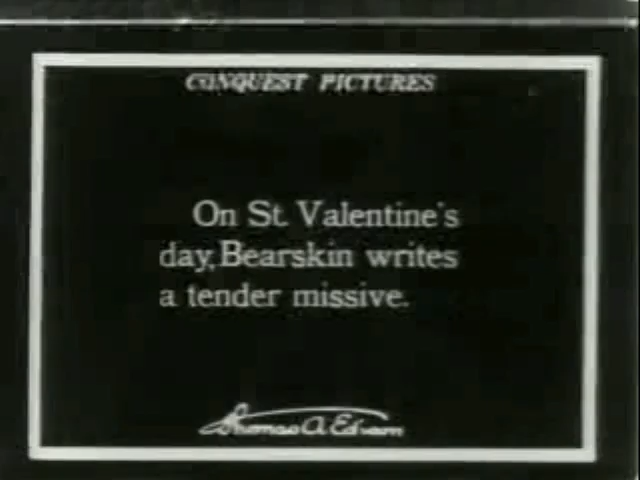 CONQUEST PICTURES
On St. Valentine's
day, Bearskin writes
a tender missive.
Thomas A. Edison